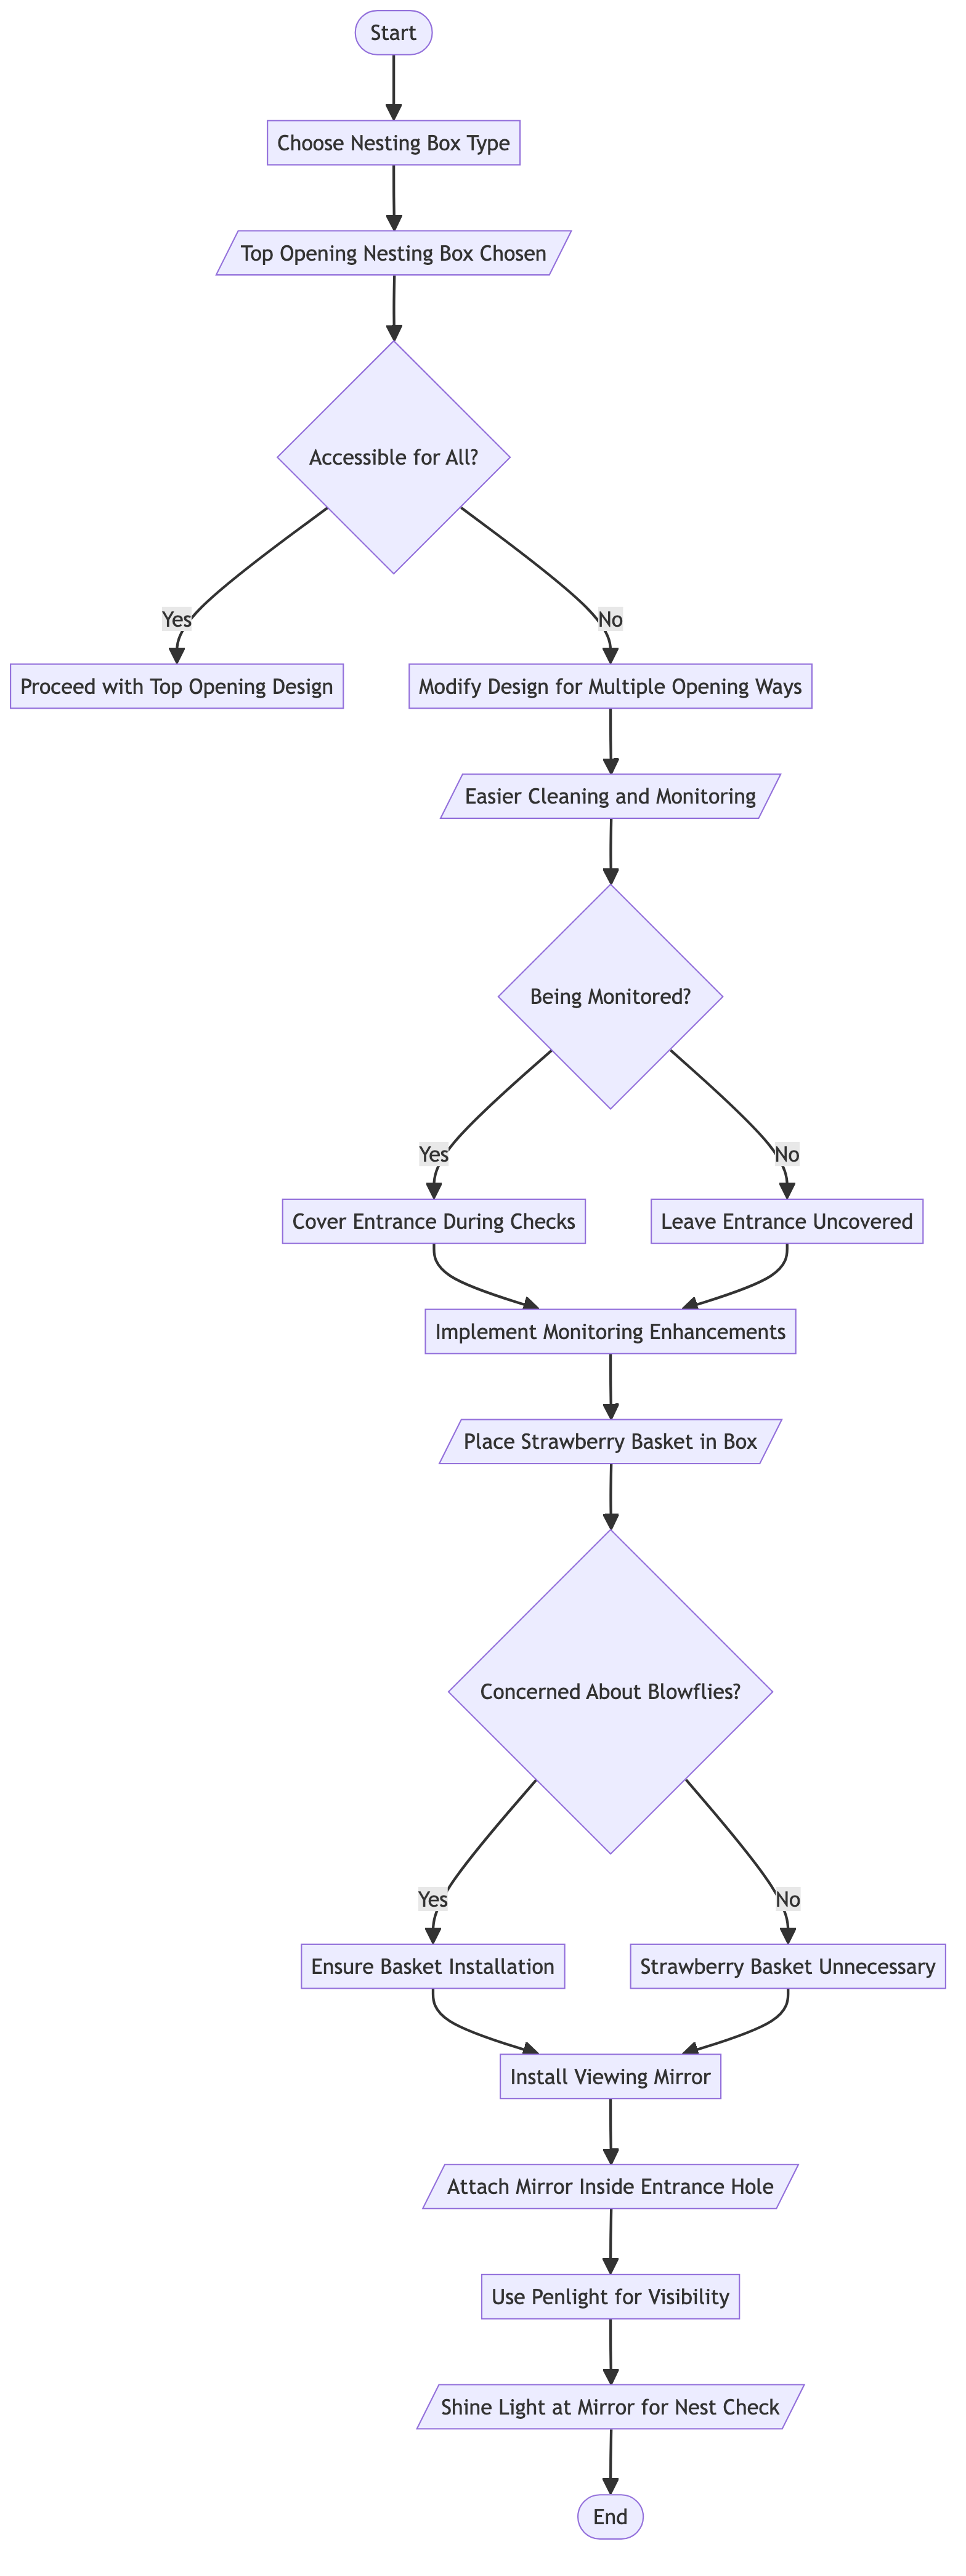 Start
Choose Nesting Box Type
Top Opening Nesting Box Chosen
Accessible for All?
Yes
No
Proceed with Top Opening Design
Modify Design for Multiple Opening Ways
Easier Cleaning and Monitoring
Being Monitored?
Yes
No
Cover Entrance During Checks
Leave Entrance Uncovered
Implement Monitoring Enhancements
Place Strawberry Basket in Box
Concerned About Blowflies?
Yes
No
Ensure Basket Installation
Strawberry Basket Unnecessary
Install Viewing Mirror
Attach Mirror Inside Entrance Hole
Use Penlight for Visibility
Shine Light at Mirror for Nest Check
End